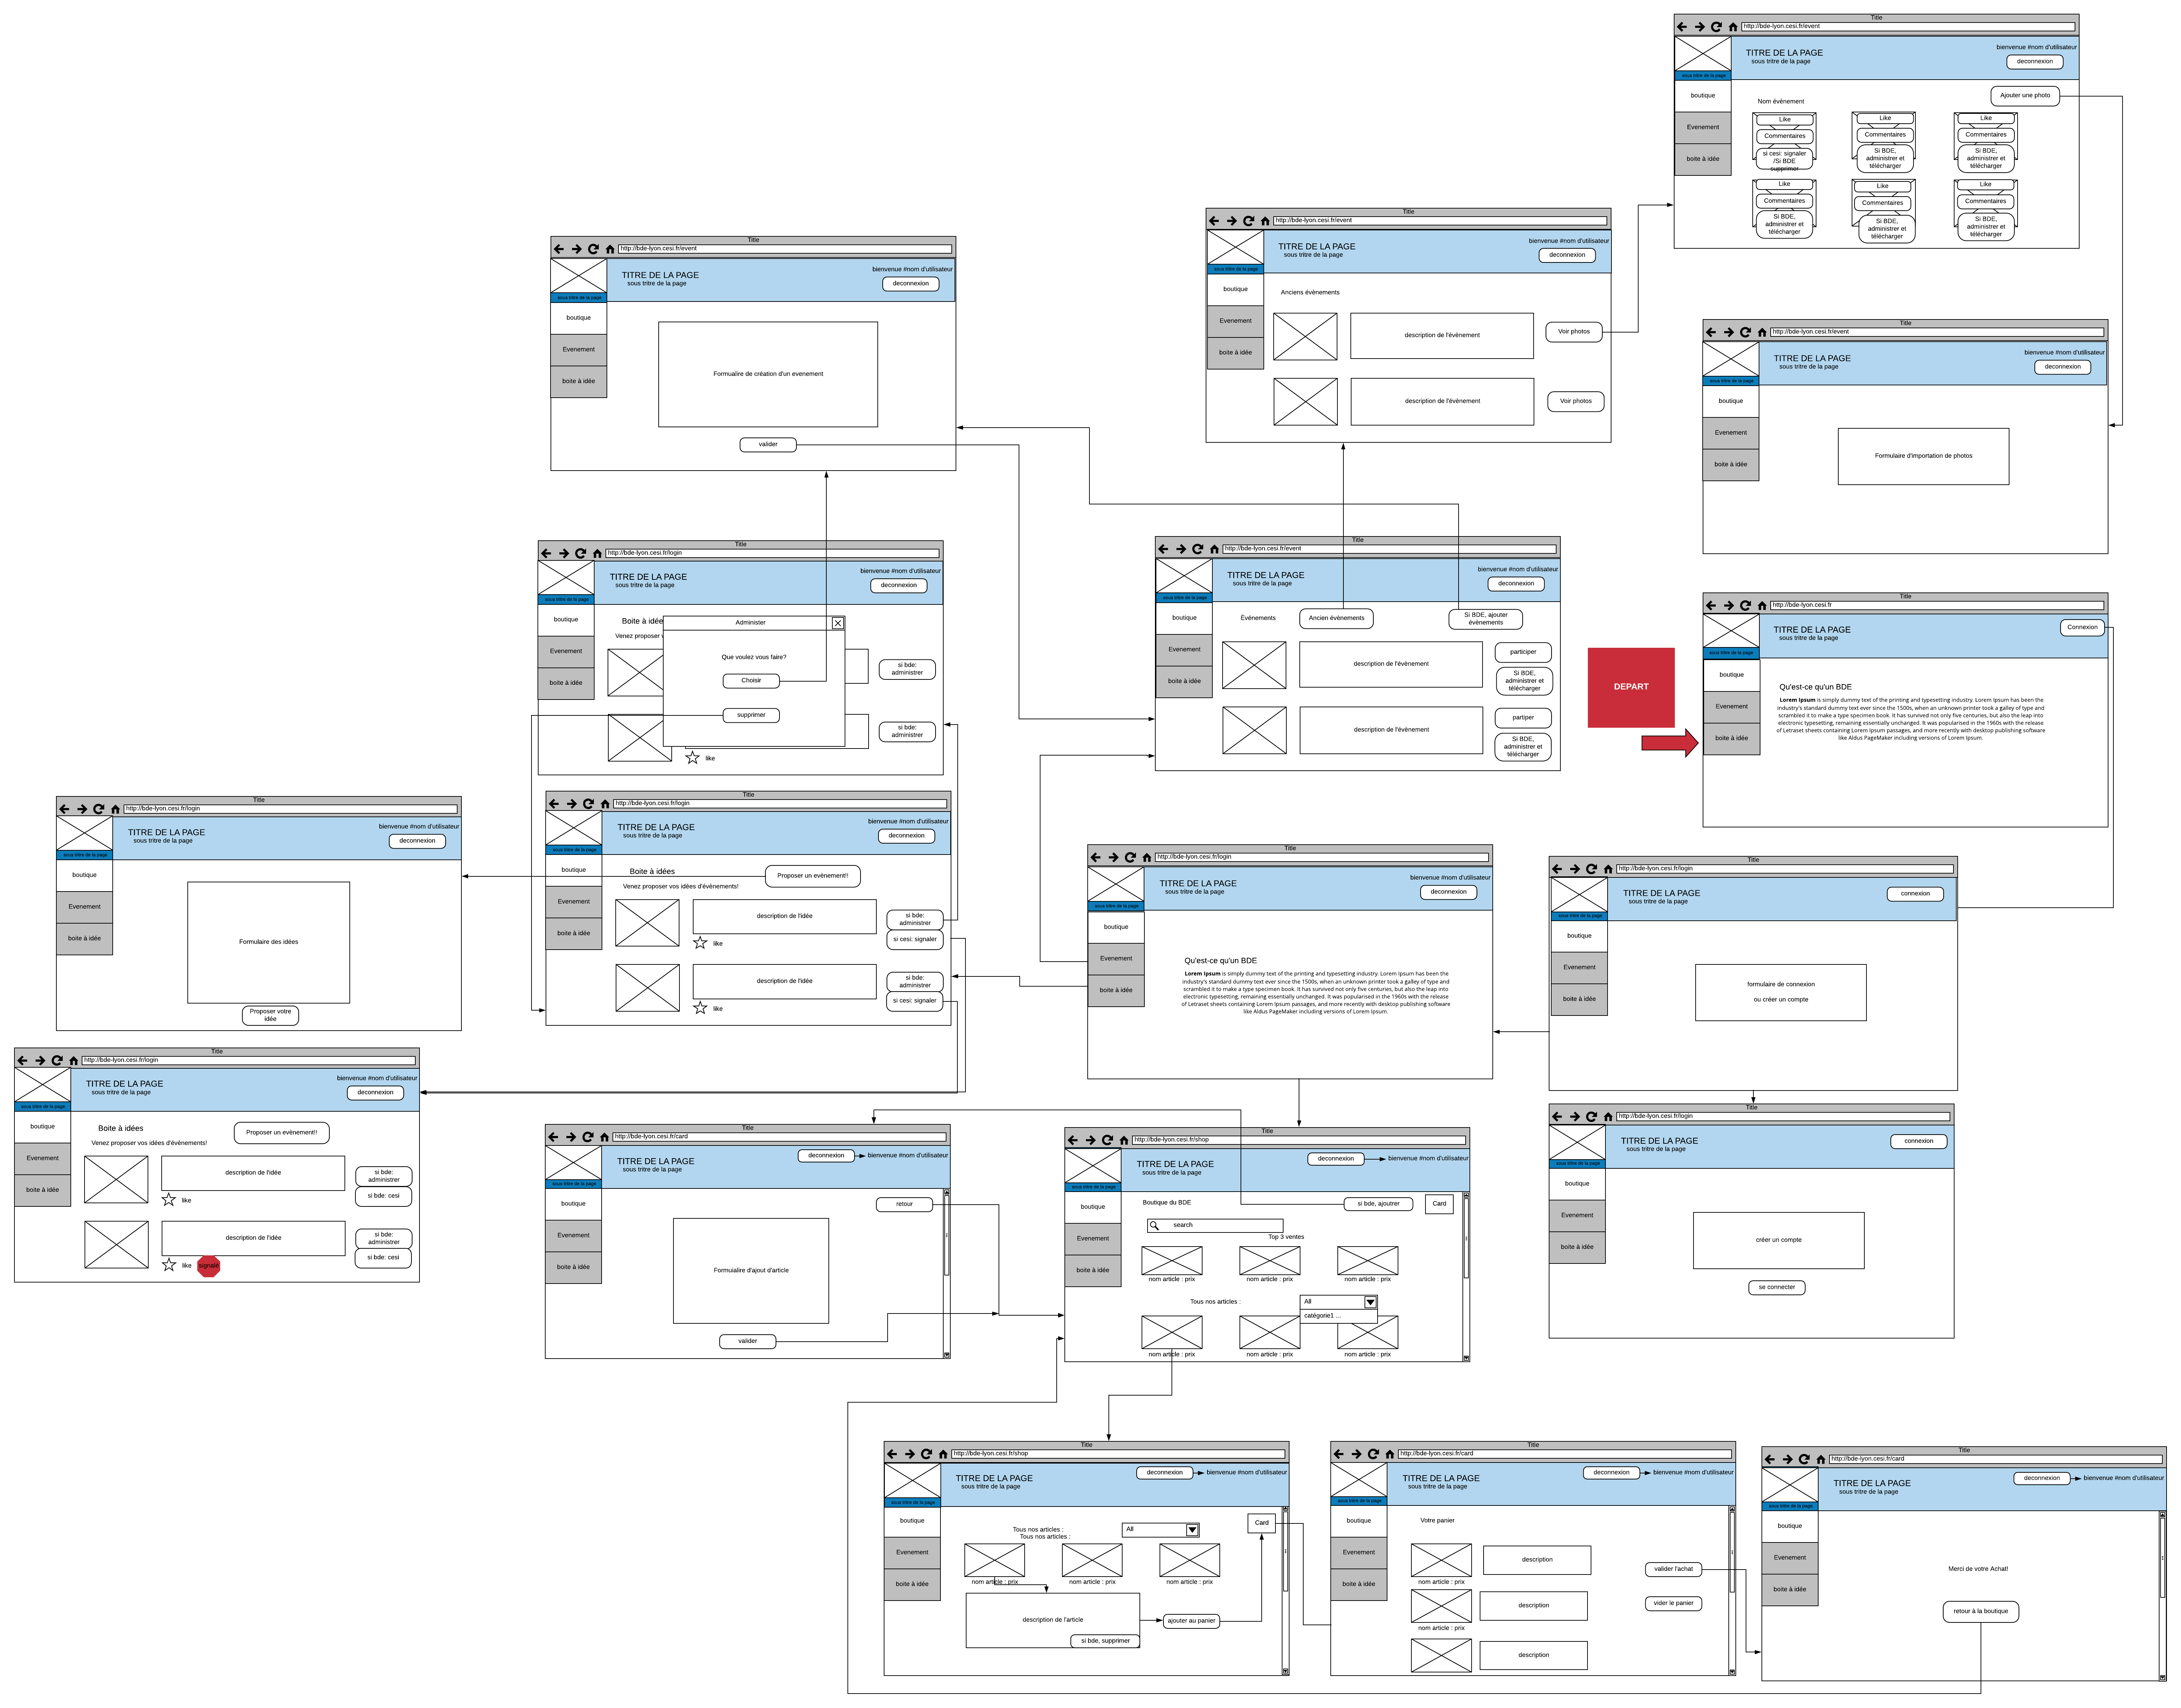 Title
http://bde-lyon.cesi.fr/event
TITRE DE LA PAGE
sous tritre de la page
bienvenue #nom d'utilisateur
deconnexion
sous titre de la page
boutique
Evenement
boite à idée
Nom évènement
Ajouter une photo
Like
Commentaires
si cesi: signaler
/Si BDE
supprimer
Like
Commentaires
Si BDE,
administrer et
télécharger
Like
Commentaires
Si BDE,
administrer et
télécharger
Like
Commentaires
Si BDE,
administrer et
télécharger
Like
Commentaires
Si BDE,
administrer et
télécharger
Like
Commentaires
Si BDE,
administrer et
télécharger
Title
http://bde-lyon.cesi.fr/event
TITRE DE LA PAGE
sous tritre de la page
bienvenue #nom d'utilisateur
deconnexion
sous titre de la page
boutique
Evenement
boite à idée
Anciens évènements
description de l'évènement
Voir photos
description de l'évènement
Voir photos
Title
http://bde-lyon.cesi.fr/event
TITRE DE LA PAGE
sous tritre de la page
bienvenue #nom d'utilisateur
deconnexion
sous titre de la page
boutique
Evenement
boite à idée
Formualire de création d'un evenement
valider
Title
http://bde-lyon.cesi.fr/event
TITRE DE LA PAGE
sous tritre de la page
bienvenue #nom d'utilisateur
deconnexion
sous titre de la page
boutique
Evenement
boite à idée
Formulaire d'importation de photos
Title
http://bde-lyon.cesi.fr/login
TITRE DE LA PAGE
sous tritre de la page
bienvenue #nom d'utilisateur
deconnexion
sous titre de la page
boutique
Evenement
boite à idée
Boite à idée
Venez proposer v
Administer
Que voulez vous faire?
Choisir
supprimer
si bde:
administrer
si bde:
administrer
like
Title
http://bde-lyon.cesi.fr/event
TITRE DE LA PAGE
sous tritre de la page
bienvenue #nom d'utilisateur
deconnexion
sous titre de la page
boutique
Evenement
boite à idée
Événements
Ancien évènements
Si BDE, ajouter
évènements
description de l'évènement
participer
Si BDE,
administrer et
télécharger
description de l'évènement
partiper
Si BDE,
administrer et
télécharger
DEPART
Title
http://bde-lyon.cesi.fr
TITRE DE LA PAGE
sous tritre de la page
Connexion
sous titre de la page
boutique
Evenement
boite à idée
Qu'est-ce qu'un BDE
Lorem Ipsum is simply dummy text of the printing and typesetting industry. Lorem Ipsum has been the
industry's standard dummy text ever since the 1500s, when an unknown printer took a galley of type and
scrambled it to make a type specimen book. It has survived not only five centuries, but also the leap into
electronic typesetting, remaining essentially unchanged. It was popularised in the 1960s with the release
of Letraset sheets containing Lorem Ipsum passages, and more recently with desktop publishing software
like Aldus PageMaker including versions of Lorem Ipsum.
Title
http://bde-lyon.cesi.fr/login
TITRE DE LA PAGE
sous tritre de la page
bienvenue #nom d'utilisateur
deconnexion
sous titre de la page
boutique
Evenement
boite à idée
Formulaire des idées
Proposer votre
idée
Title
http://bde-lyon.cesi.fr/login
TITRE DE LA PAGE
sous tritre de la page
bienvenue #nom d'utilisateur
deconnexion
sous titre de la page
boutique
Evenement
boite à idée
Boite à idées
Venez proposer vos idées d'évènements!
Proposer un evènement!!
description de l'idée
like
si bde:
administrer
si cesi: signaler
description de l'idée
like
si bde:
administrer
si cesi: signaler
Title
http://bde-lyon.cesi.fr/login
TITRE DE LA PAGE
sous tritre de la page
bienvenue #nom d'utilisateur
deconnexion
sous titre de la page
boutique
Evenement
boite à idée
Qu'est-ce qu'un BDE
Lorem Ipsum is simply dummy text of the printing and typesetting industry. Lorem Ipsum has been the
industry's standard dummy text ever since the 1500s, when an unknown printer took a galley of type and
scrambled it to make a type specimen book. It has survived not only five centuries, but also the leap into
electronic typesetting, remaining essentially unchanged. It was popularised in the 1960s with the release
of Letraset sheets containing Lorem Ipsum passages, and more recently with desktop publishing software
like Aldus PageMaker including versions of Lorem Ipsum.
Title
http://bde-lyon.cesi.fr/login
TITRE DE LA PAGE
sous tritre de la page
connexion
sous titre de la page
boutique
Evenement
boite à idée
formulaire de connexion
ou créer un compte
Title
http://bde-lyon.cesi.fr/login
TITRE DE LA PAGE
sous tritre de la page
bienvenue #nom d'utilisateur
deconnexion
sous titre de la page
boutique
Evenement
boite à idée
Boite à idées
Venez proposer vos idées d'évènements!
Proposer un evènement!!
description de l'idée
like
si bde:
administrer
si bde: cesi
description de l'idée
like
signalé
si bde:
administrer
si bde: cesi
Title
http://bde-lyon.cesi.fr/card
TITRE DE LA PAGE
sous tritre de la page
deconnexion
bienvenue #nom d'utilisateur
sous titre de la page
boutique
Evenement
boite à idée
retour
Formuialire d'ajout d'article
valider
Title
http://bde-lyon.cesi.fr/shop
TITRE DE LA PAGE
sous tritre de la page
deconnexion
bienvenue #nom d'utilisateur
sous titre de la page
boutique
Evenement
boite à idée
Boutique du BDE
si bde, ajoutrer
Card
search
Top 3 ventes
nom article : prix
nom article : prix
nom article : prix
Tous nos articles :
All
catégorie1 ...
nom article : prix
nom article : prix
nom article : prix
Title
http://bde-lyon.cesi.fr/login
TITRE DE LA PAGE
sous tritre de la page
connexion
sous titre de la page
boutique
Evenement
boite à idée
créer un compte
se connecter
Title
http://bde-lyon.cesi.fr/shop
TITRE DE LA PAGE
sous tritre de la page
deconnexion
bienvenue #nom d'utilisateur
sous titre de la page
boutique
Evenement
boite à idée
Tous nos articles :
Tous nos articles :
All
Card
nom article : prix
nom article : prix
nom article : prix
description de l'article
si bde, supprimer
ajouter au panier
Title
http://bde-lyon.cesi.fr/card
TITRE DE LA PAGE
sous tritre de la page
deconnexion
bienvenue #nom d'utilisateur
sous titre de la page
boutique
Evenement
boite à idée
Votre panier
description
nom article : prix
valider l'achat
description
nom article : prix
vider le panier
description
Title
http://bde-lyon.cesi.fr/card
TITRE DE LA PAGE
sous tritre de la page
deconnexion
bienvenue #nom d'utilisateur
sous titre de la page
boutique
Evenement
boite à idée
Merci de votre Achat!
retour à la boutique